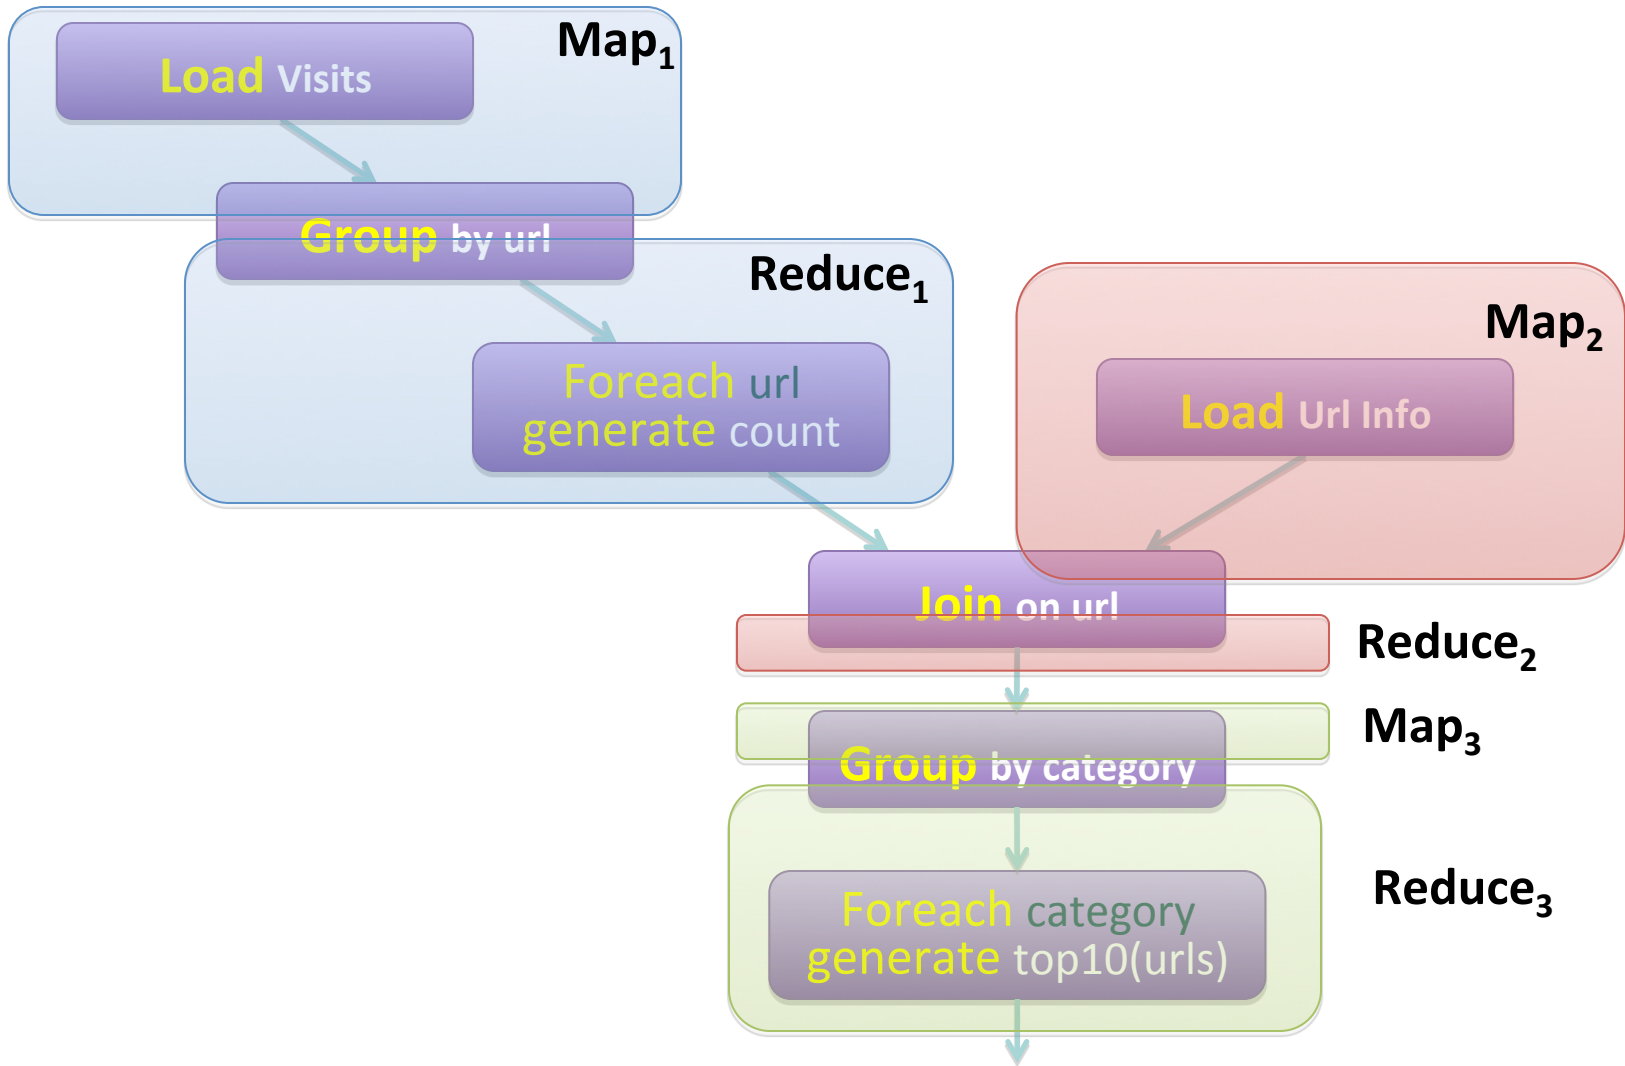 Map1
Load Visits
Group by url
Reduce1
Foreach url
generate count
Map2
Load Url Info
Join on url
Reduce2
Map3
Group by category
Reduce3
Foreach category
generate top10(urls)